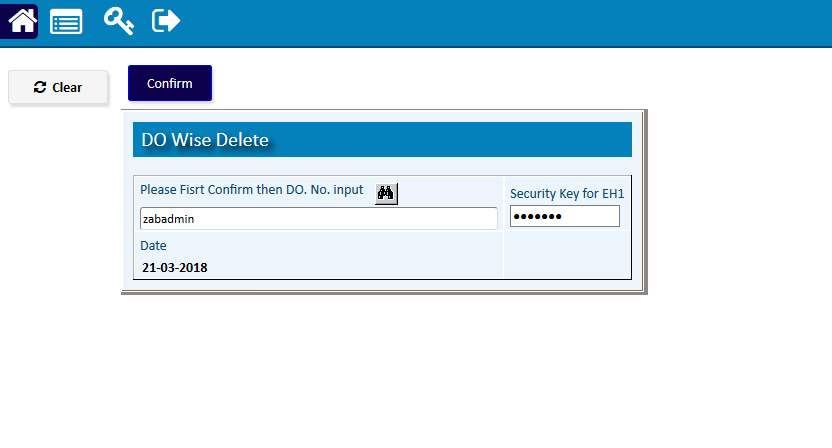 Clear
Confirm
DO Wise Delete
Please Fisrt Confirm then DO. No. input
Security Key for EH1
zabadmin
•••••••
Date
21-03-2018